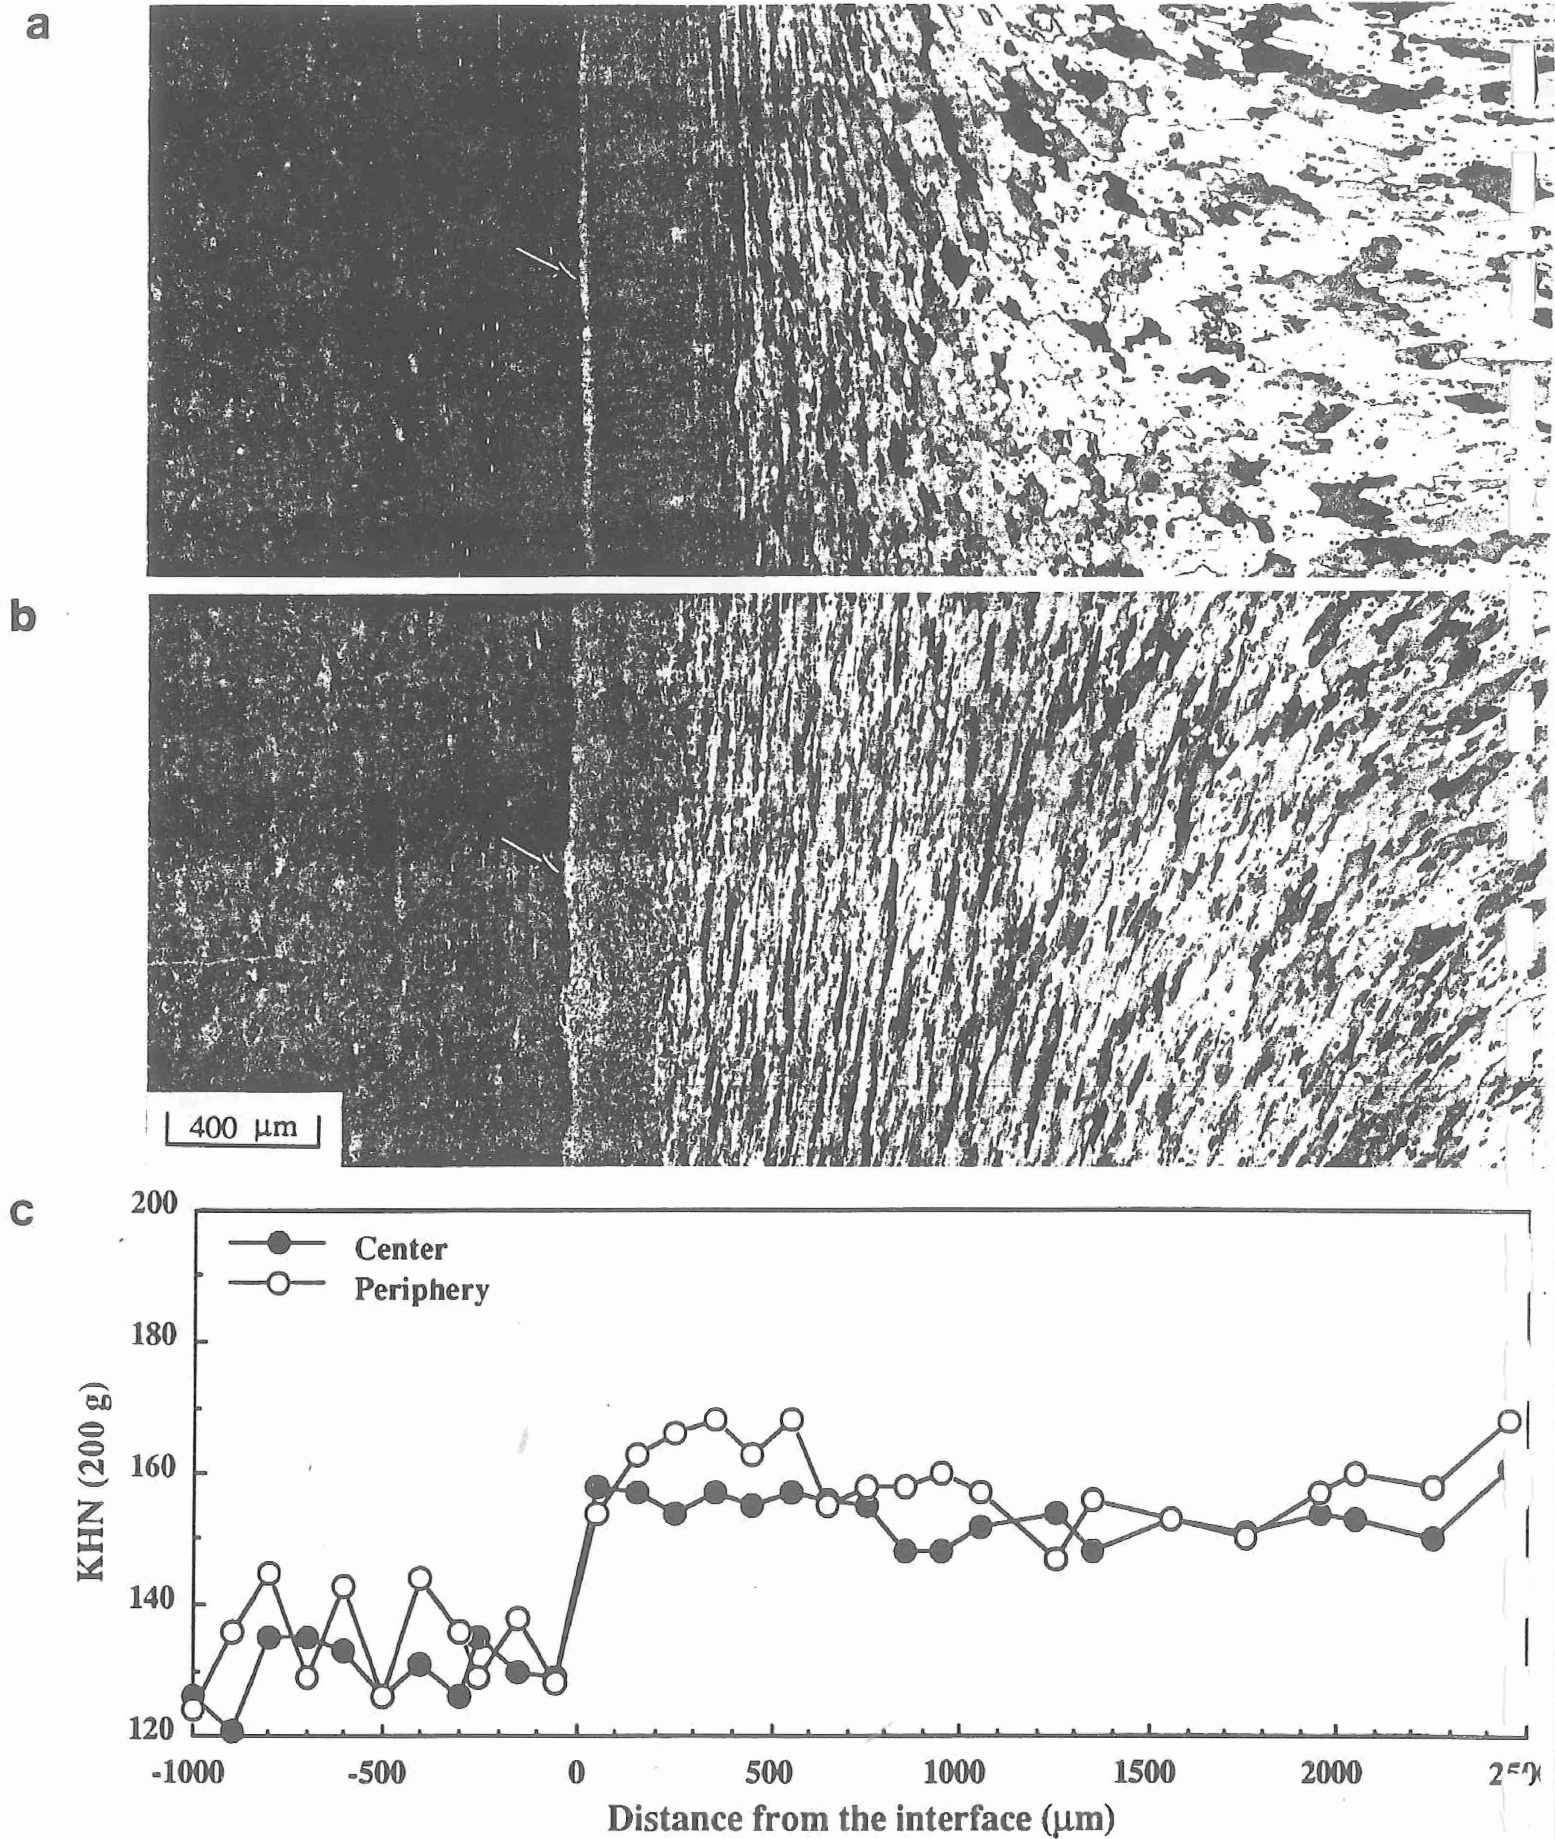 a
b
400 µm
c
200
Center
Periphery
180
160
140
120
KHN (200 g)
-1000 -500 0 500 1000 1500 2000
Distance from the interface (µm)